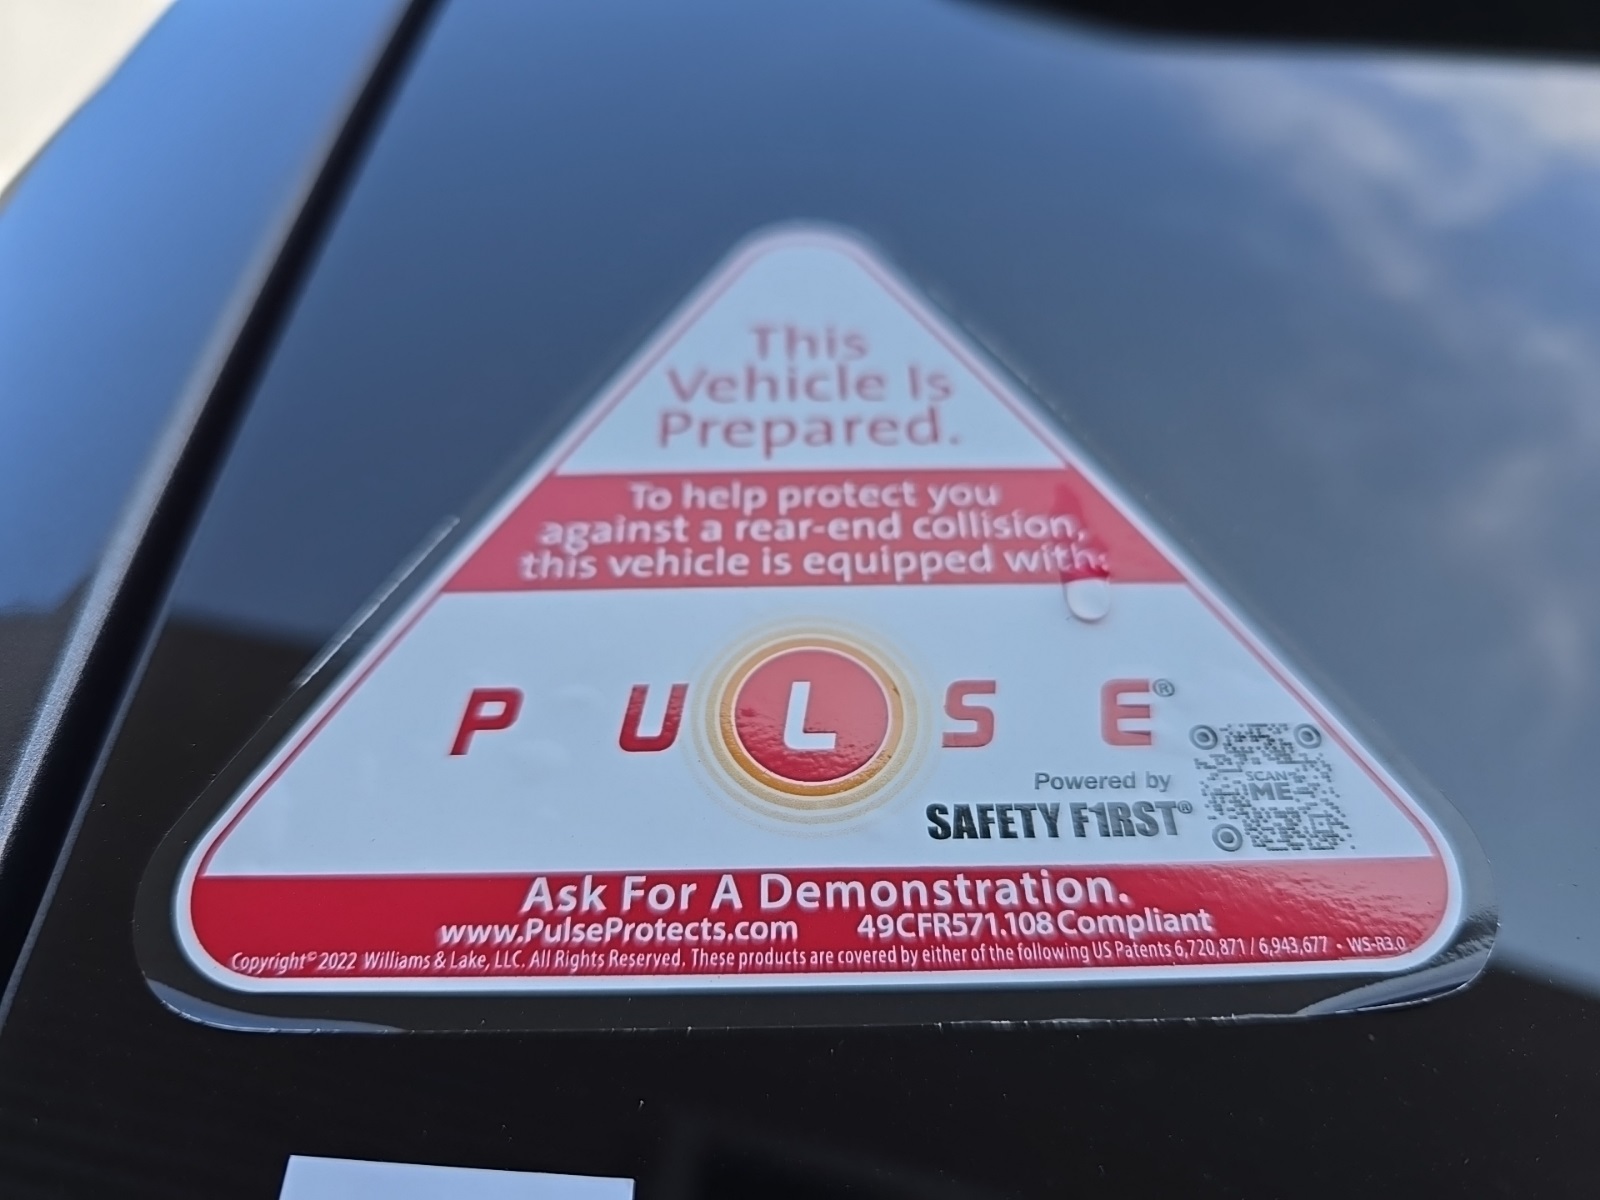 This
Vehicle Is
Prepared.
To help protect you
against a rear-end collision,
this vehicle is equipped with:
PULSE®
Powered by
SAFETY F1RST®
SCAN
ME
Ask For A Demonstration.
www.PulseProtects.com 49CFR571.108 Compliant
Copyright© 2022 Williams & Lake, LLC. All Rights Reserved. These products are covered by either of the following US Patents 6,720,871 / 6,943,677 - WS-R3.0